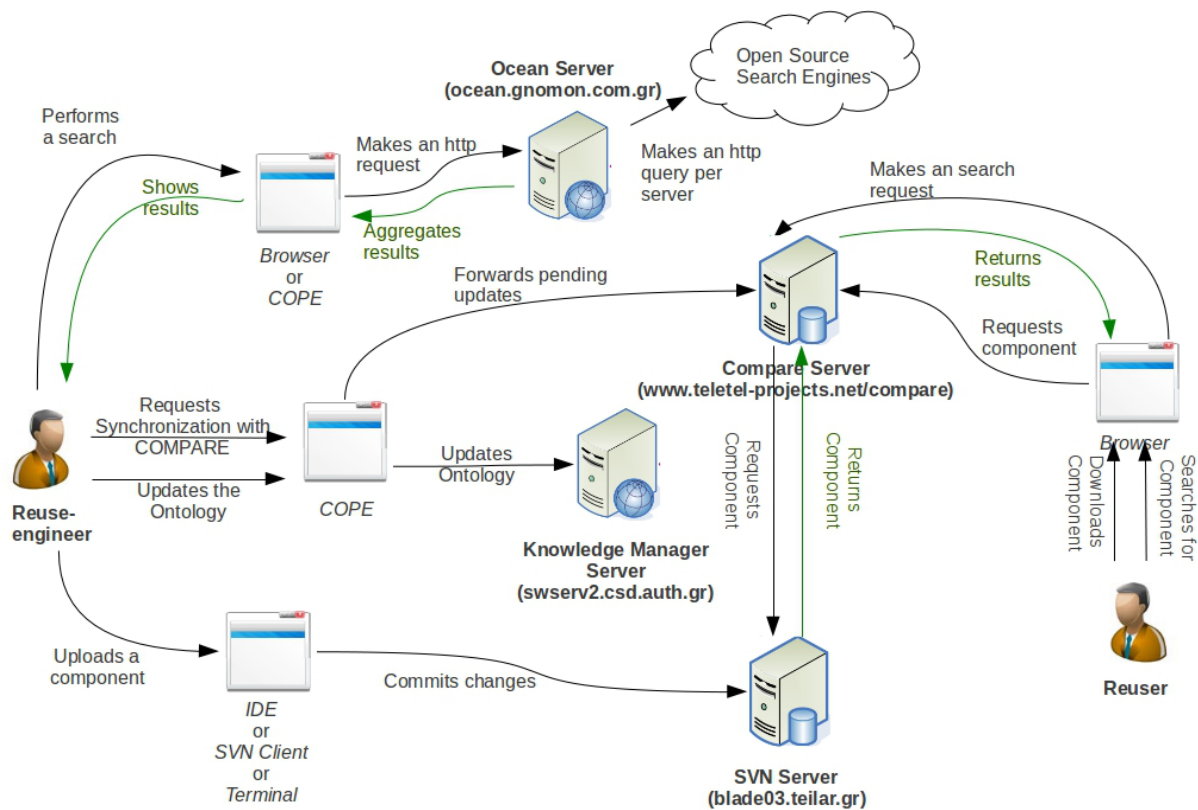 Open Source
Search Engines
Ocean Server
(ocean.gnomon.com.gr)
Performs
a search
Makes an http
request
Makes an http
query per
server
Shows
results
Aggregates
results
Browser
or
COPE
Makes an search
request
Forwards pending
updates
Returns
results
Requests
component
Compare Server
(www.teletel-projects.net/compare)
Requests
Synchronization with
COMPARE
Updates the
Ontology
Reuse-
engineer
COPE
Updates
Ontology
Knowledge Manager
Server
(swserv2.csd.auth.gr)
Requests
Component
Returns
Component
Browser
Downloads
Component
Searches for
Component
Reuser
Uploads a
component
IDE
or
SVN Client
or
Terminal
Commits changes
SVN Server
(blade03.teilar.gr)